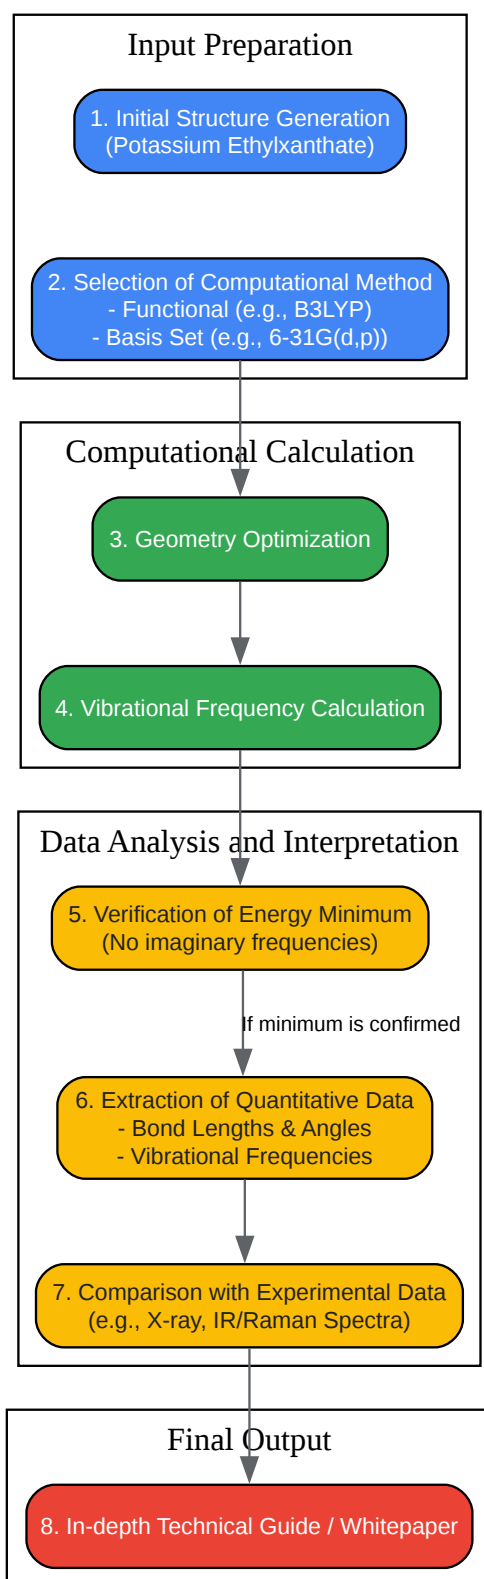 Input Preparation
1. Initial Structure Generation
(Potassium Ethylxanthate)
2. Selection of Computational Method
- Functional (e.g., B3LYP)
- Basis Set (e.g., 6-31G(d,p))
Computational Calculation
3. Geometry Optimization
4. Vibrational Frequency Calculation
Data Analysis and Interpretation
5. Verification of Energy Minimum
(No imaginary frequencies)
If minimum is confirmed
6. Extraction of Quantitative Data
- Bond Lengths & Angles
- Vibrational Frequencies
7. Comparison with Experimental Data
(e.g., X-ray, IR/Raman Spectra)
Final Output
8. In-depth Technical Guide / Whitepaper